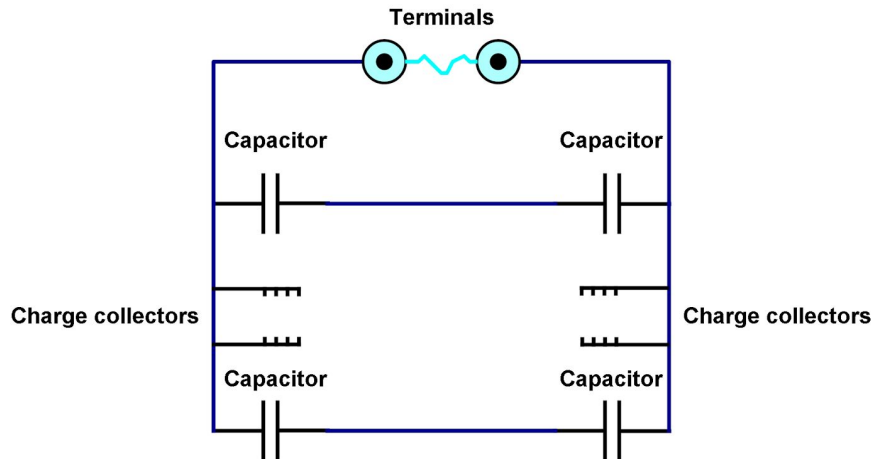 Terminals
Capacitor
Capacitor
Charge collectors
Charge collectors
Capacitor
Capacitor